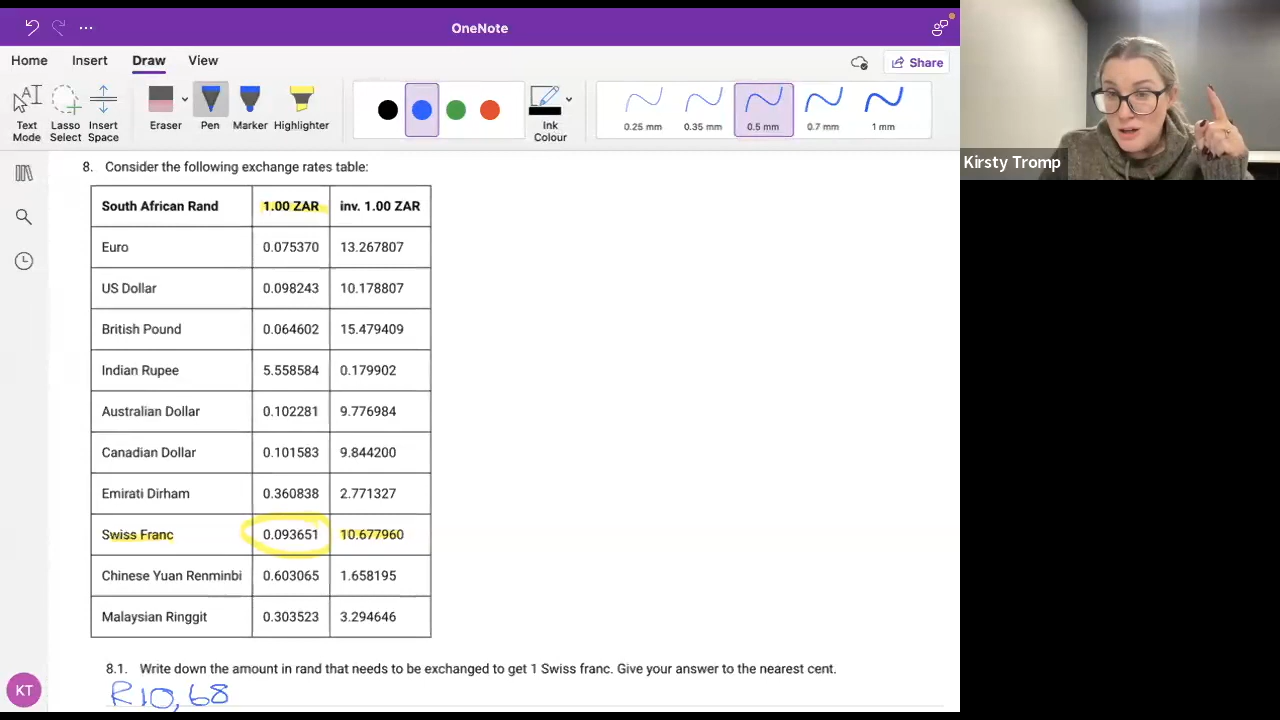 OneNote
Home Insert Draw View
Share
Text Mode
Lasso Select
Insert Space
Eraser
Pen
Marker
Highlighter
Ink Colour
0.25 mm
0.35 mm
0.5 mm
0.7 mm
1 mm
Kirsty Tromp
8. Consider the following exchange rates table:
South African Rand 1.00 ZAR inv. 1.00 ZAR
Euro 0.075370 13.267807
US Dollar 0.098243 10.178807
British Pound 0.064602 15.479409
Indian Rupee 5.558584 0.179902
Australian Dollar 0.102281 9.776984
Canadian Dollar 0.101583 9.844200
Emirati Dirham 0.360838 2.771327
Swiss Franc 0.093651 10.677960
Chinese Yuan Renminbi 0.603065 1.658195
Malaysian Ringgit 0.303523 3.294646
8.1. Write down the amount in rand that needs to be exchanged to get 1 Swiss franc. Give your answer to the nearest cent.
R10,68
KT